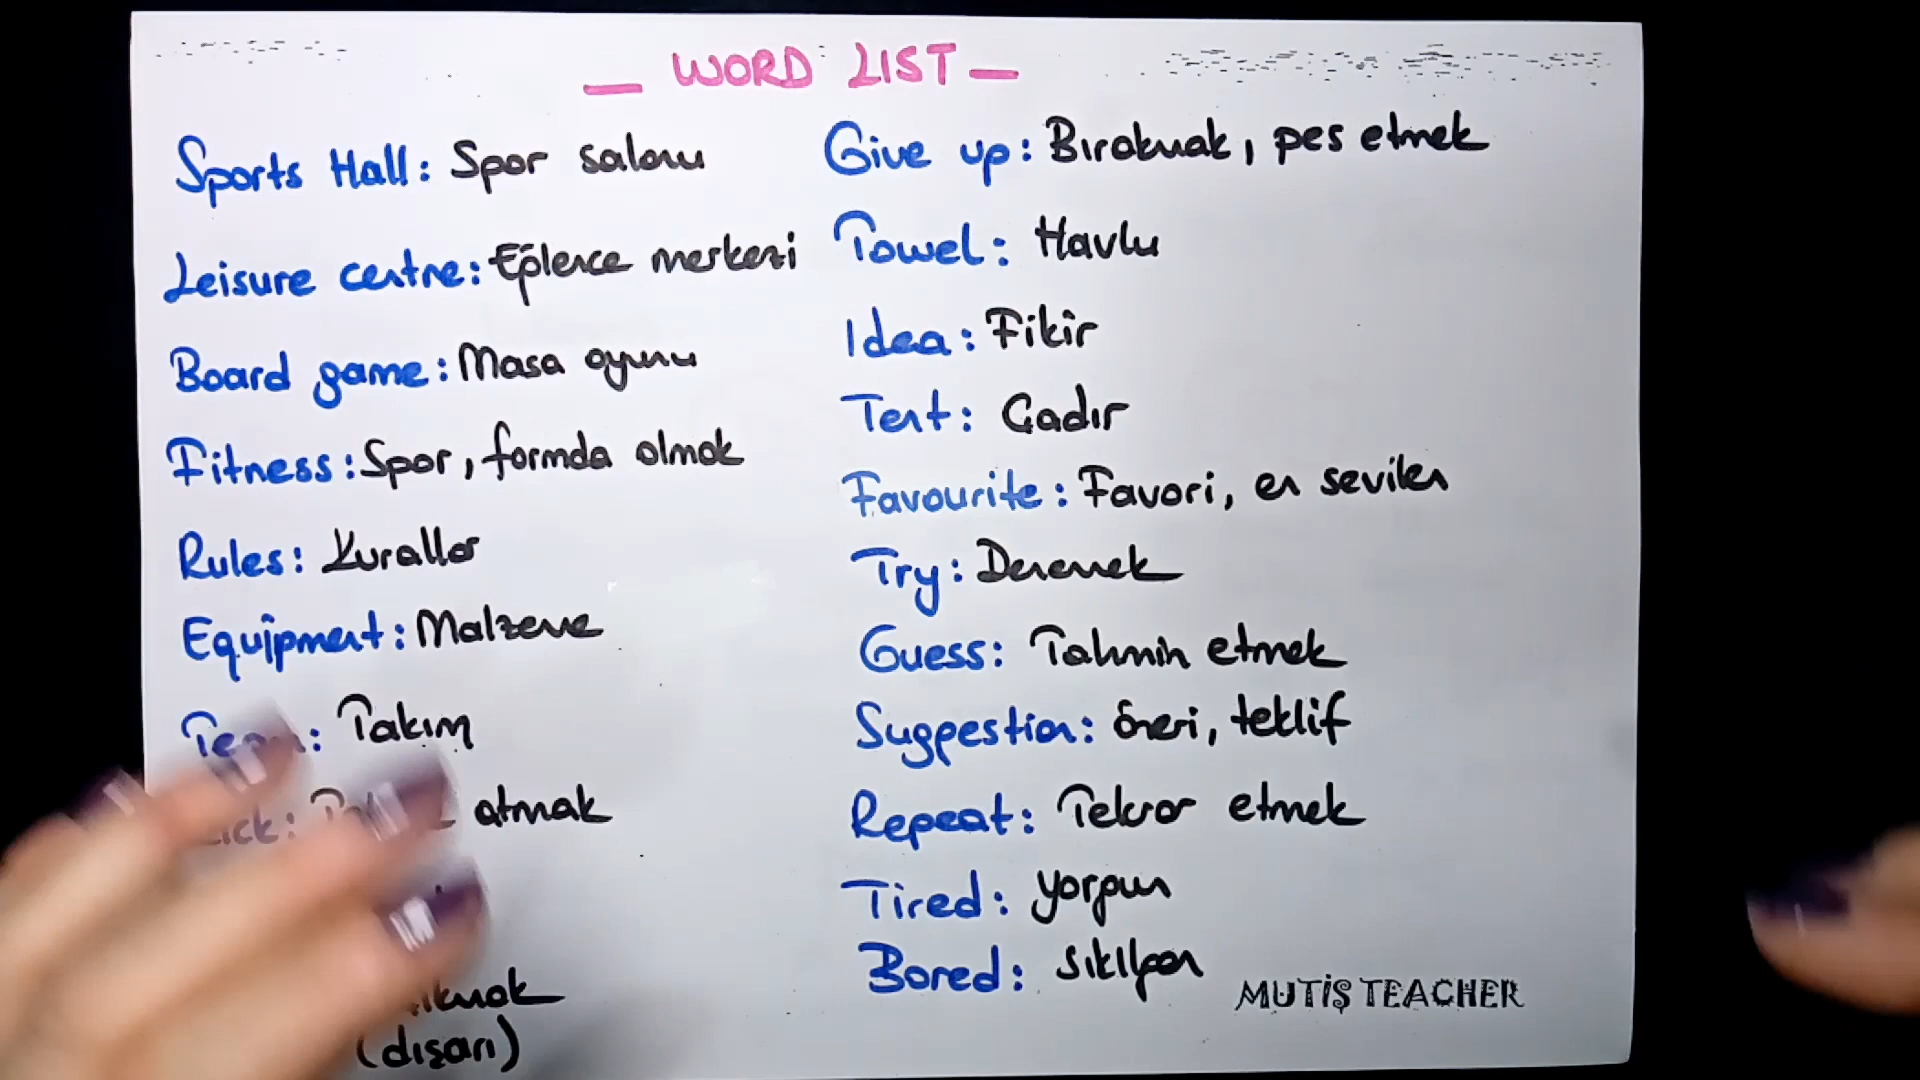 WORD LIST
Sports Hall: Spor salonu
Leisure centre: Eğlence merkezi
Board game: Masa oyunu
Fitness: Spor, formda olmak
Rules: Kurallar
Equipment: Malzeme
Team: Takım
atmak
(dışarı)
Give up: Bırakmak, pes etmek
Towel: Havlu
Idea: Fikir
Tent: Çadır
Favourite: Favori, en sevilen
Try: Denemek
Guess: Tahmin etmek
Suggestion: öneri, teklif
Repeat: Tekrar etmek
Tired: Yorgun
Bored: Sıkılgan
MUTİŞ TEACHER